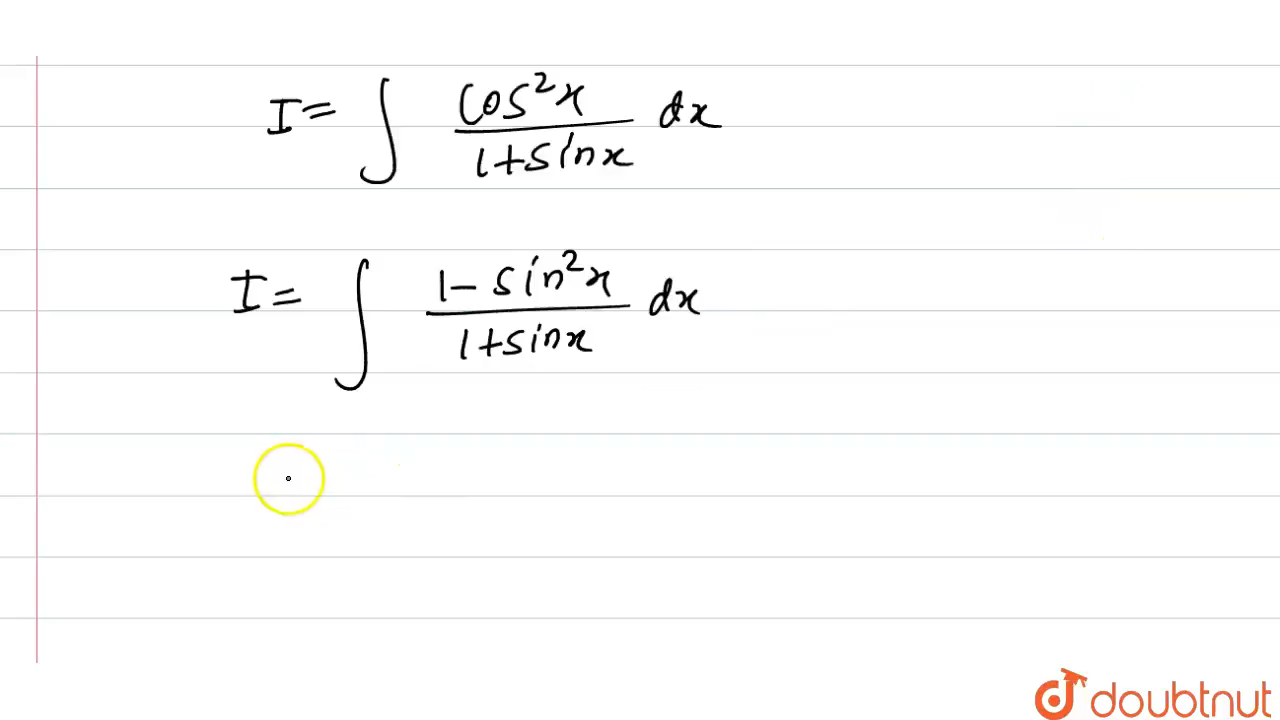 I = ∫ cos²x / 1+sinx dx
I = ∫ 1-sin²x / 1+sinx dx
doubtnut